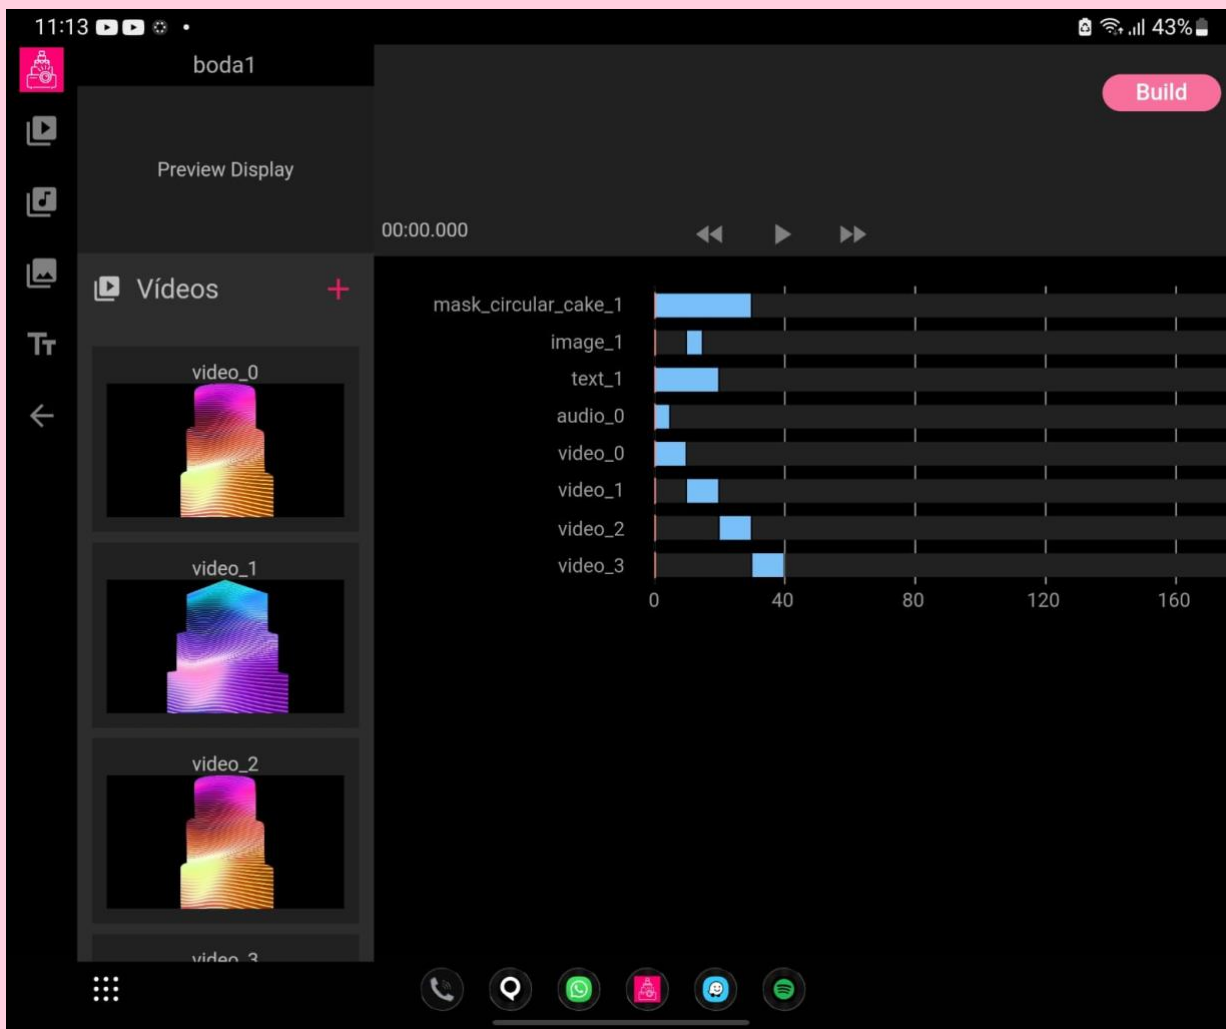 11:13
43%
boda1
Build
Preview Display
00:00.000
Vídeos
video_0
video_1
video_2
video_3
mask_circular_cake_1
image_1
text_1
audio_0
video_0
video_1
video_2
video_3
0 40 80 120 160